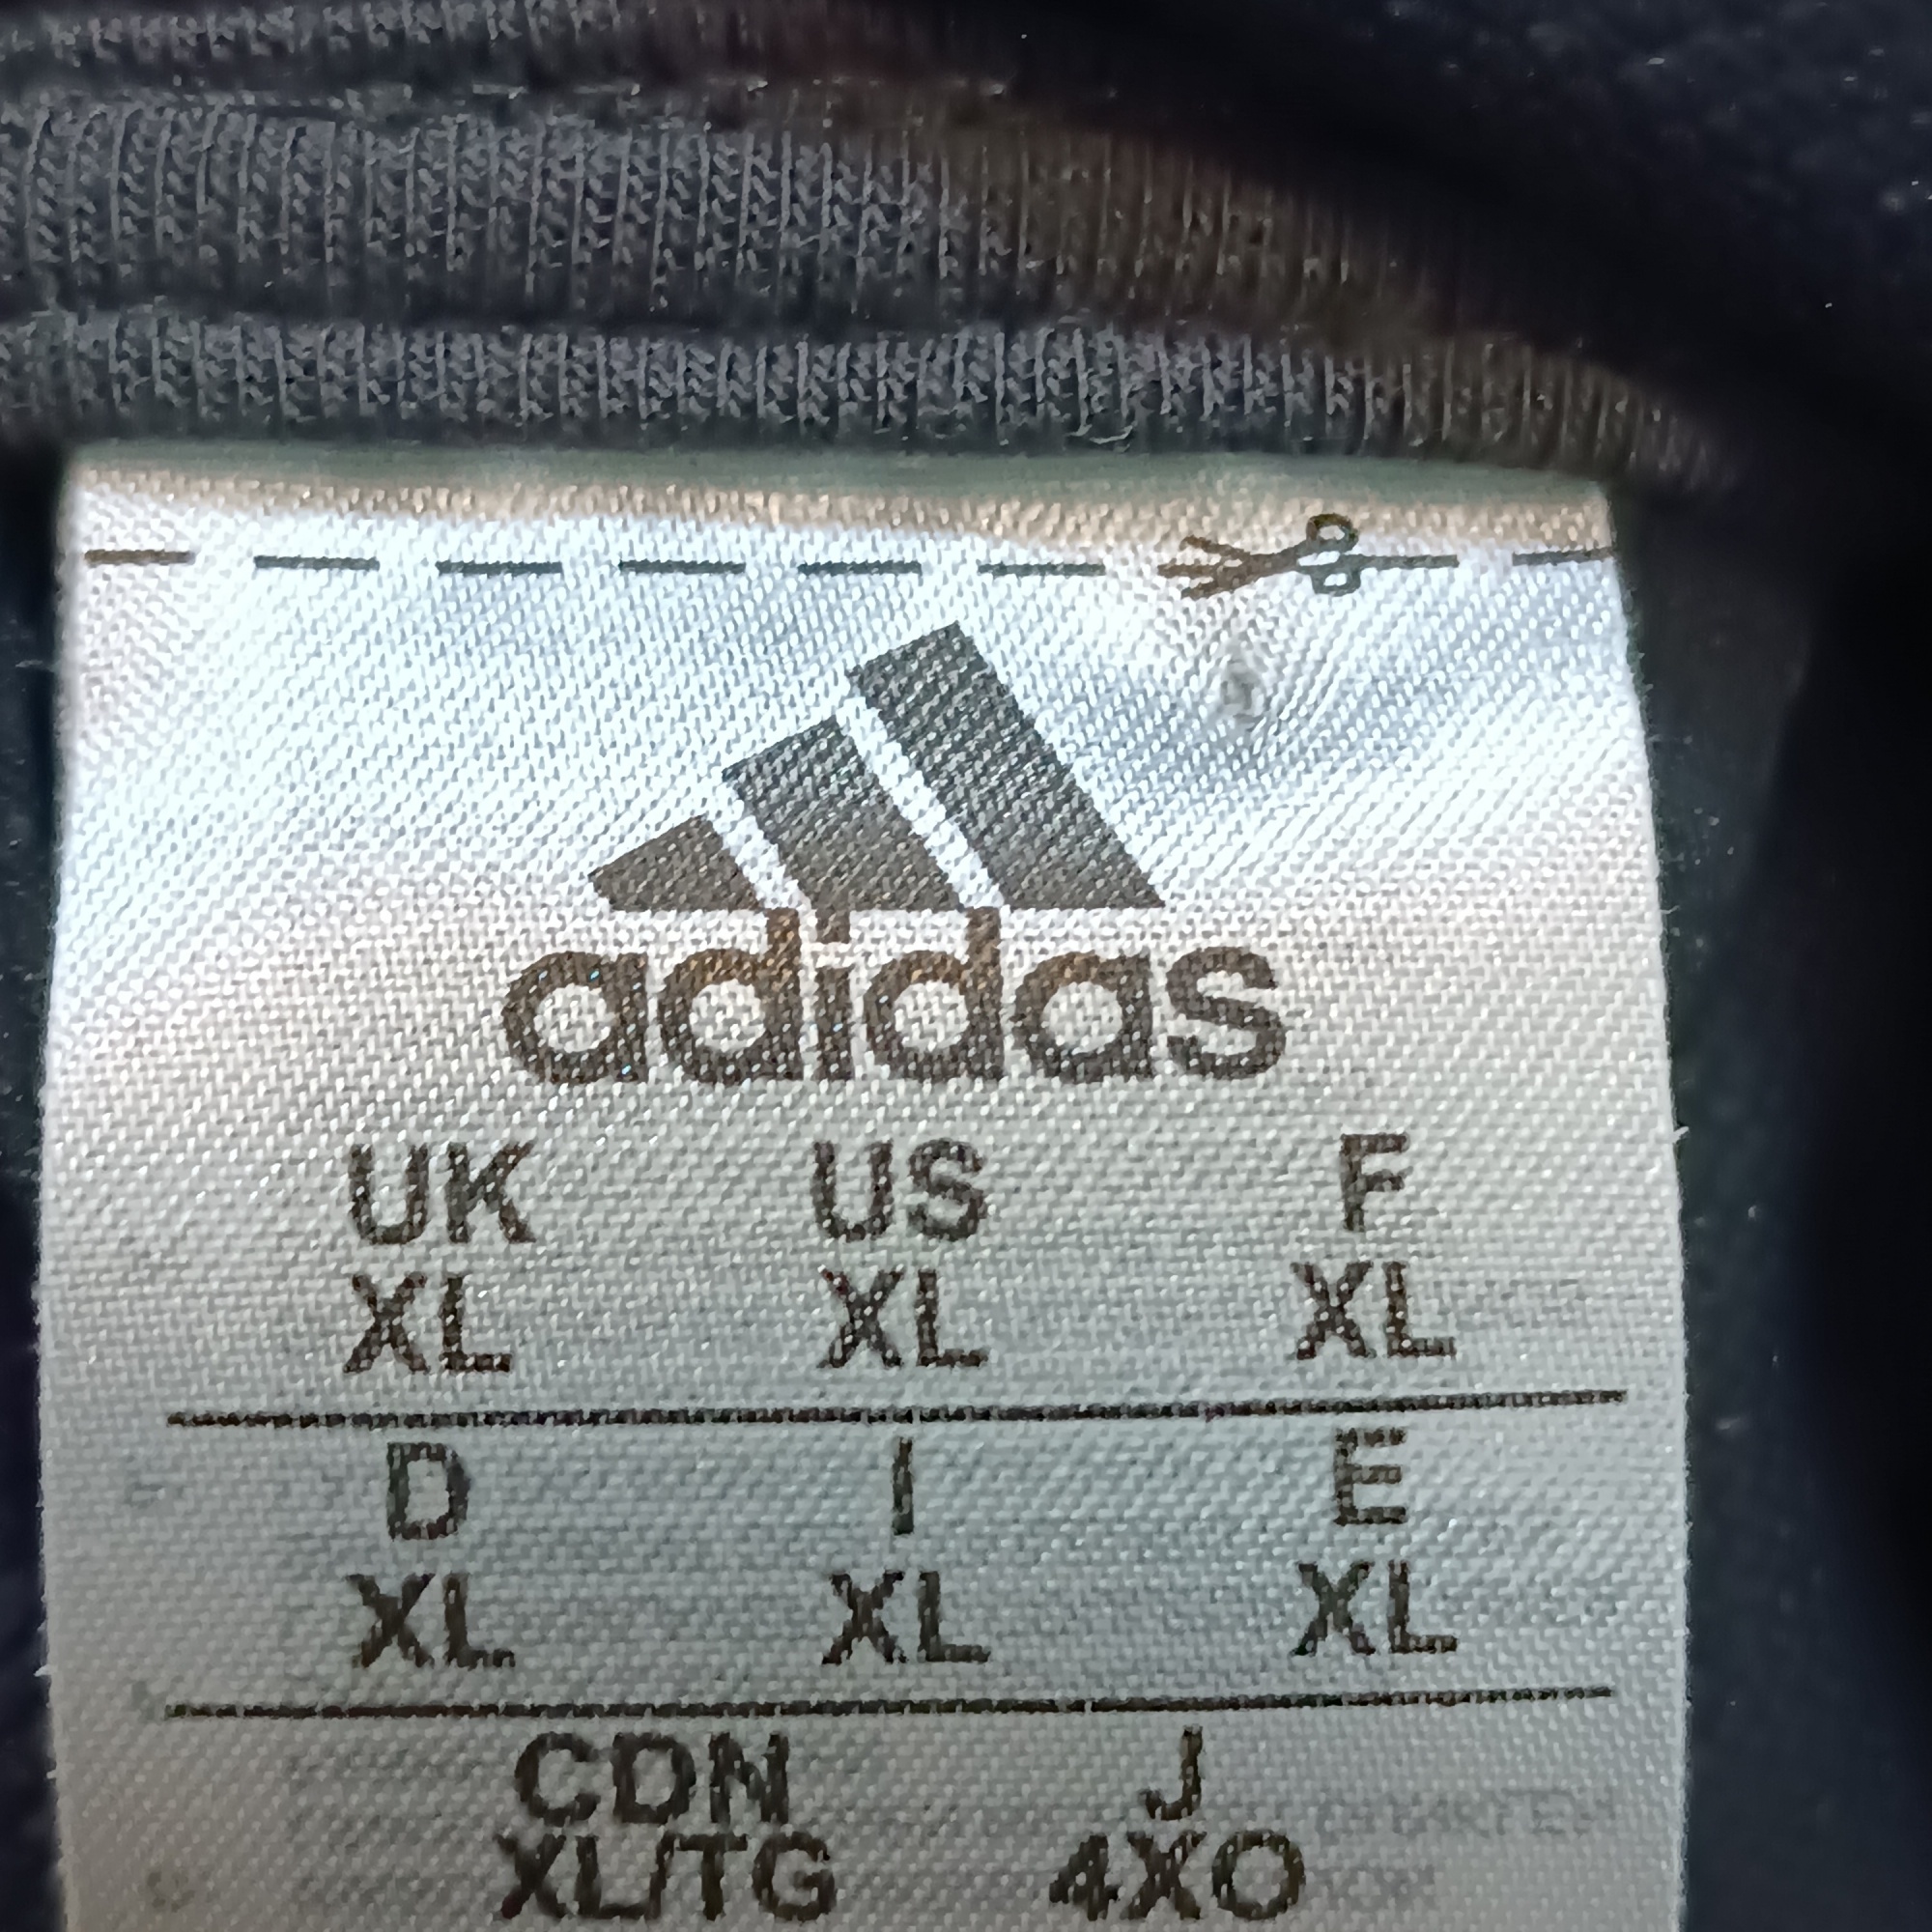 adidas
UK US F
XL XL XL
D I E
XL XL XL
CDN J
XL/TG 4XO